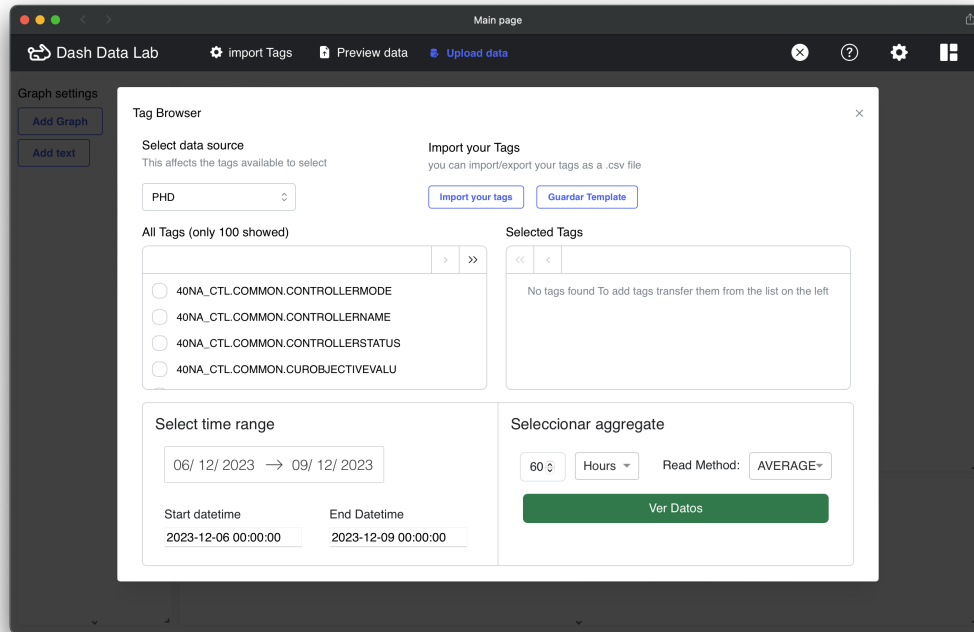 Main page
Dash Data Lab import Tags Preview data Upload data
Graph settings
Add Graph
Add text
Tag Browser
Select data source
This affects the tags available to select
PHD
Import your Tags
you can import/export your tags as a .csv file
Import your tags Guardar Template
All Tags (only 100 showed)
40NA_CTL.COMMON.CONTROLLERMODE
40NA_CTL.COMMON.CONTROLLERNAME
40NA_CTL.COMMON.CONTROLLERSTATUS
40NA_CTL.COMMON.CUROBJECTIVEVALU
Selected Tags
No tags found To add tags transfer them from the list on the left
Select time range
06/ 12/ 2023 → 09/ 12/ 2023
Start datetime End Datetime
2023-12-06 00:00:00 2023-12-09 00:00:00
Seleccionar aggregate
60 Hours Read Method: AVERAGE
Ver Datos